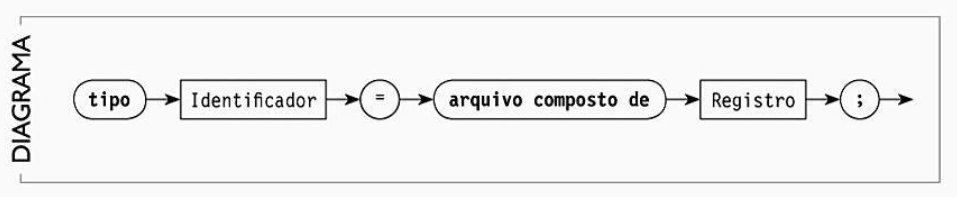 DIAGRAMA
tipo Identificador = arquivo composto de Registro ;